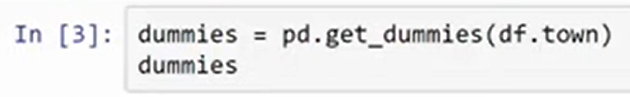 In [3]: dummies = pd.get_dummies(df.town)
dummies